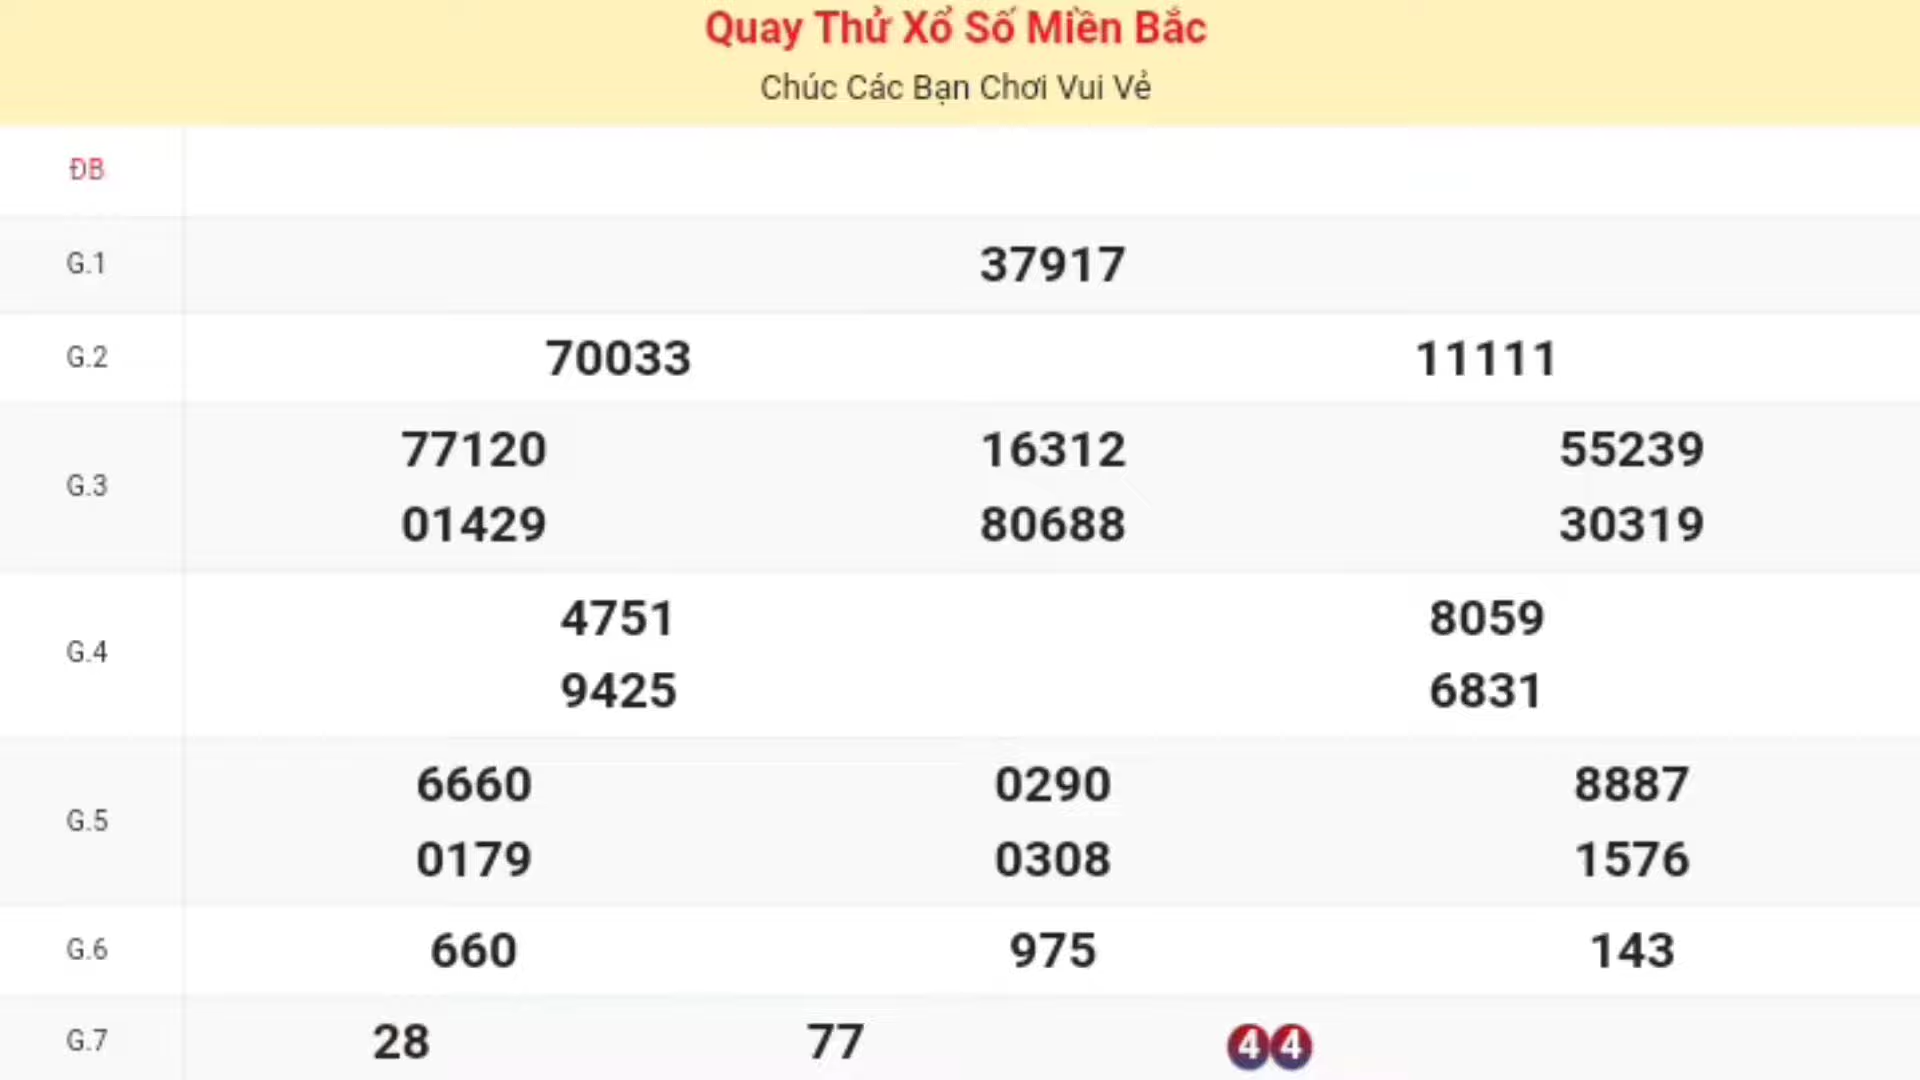 Quay Thử Xổ Số Miền Bắc
Chúc Các Bạn Chơi Vui Vẻ
ĐB
G.1 37917
G.2 70033 11111
G.3 77120 16312 55239
01429 80688 30319
G.4 4751 8059
9425 6831
G.5 6660 0290 8887
0179 0308 1576
G.6 660 975 143
G.7 28 77 44